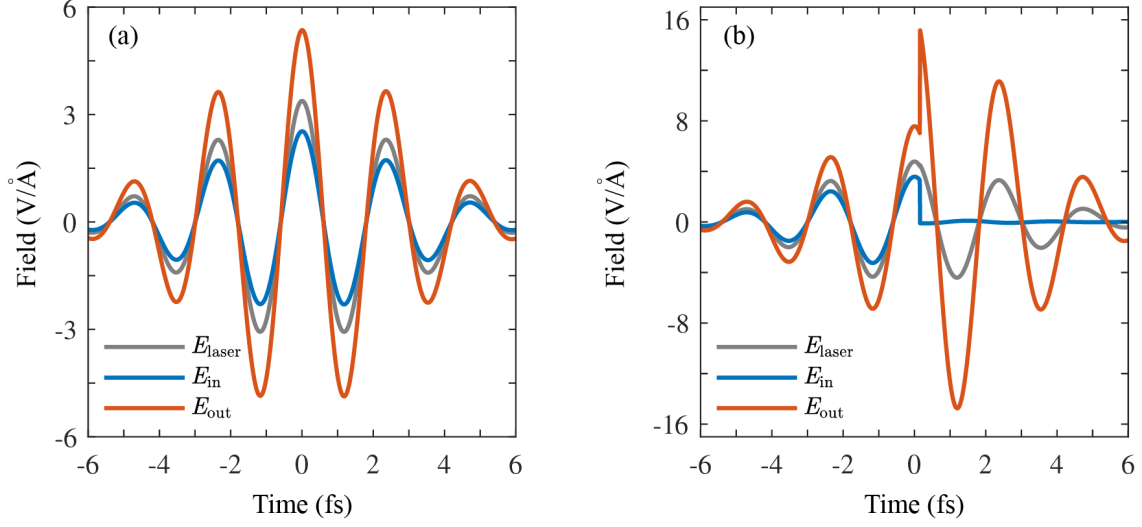 (a)
6
3
0
-3
-6
Field (V/Å)
E_laser
E_in
E_out
-6 -4 -2 0 2 4 6
Time (fs)
(b)
16
8
0
-8
-16
Field (V/Å)
E_laser
E_in
E_out
-6 -4 -2 0 2 4 6
Time (fs)